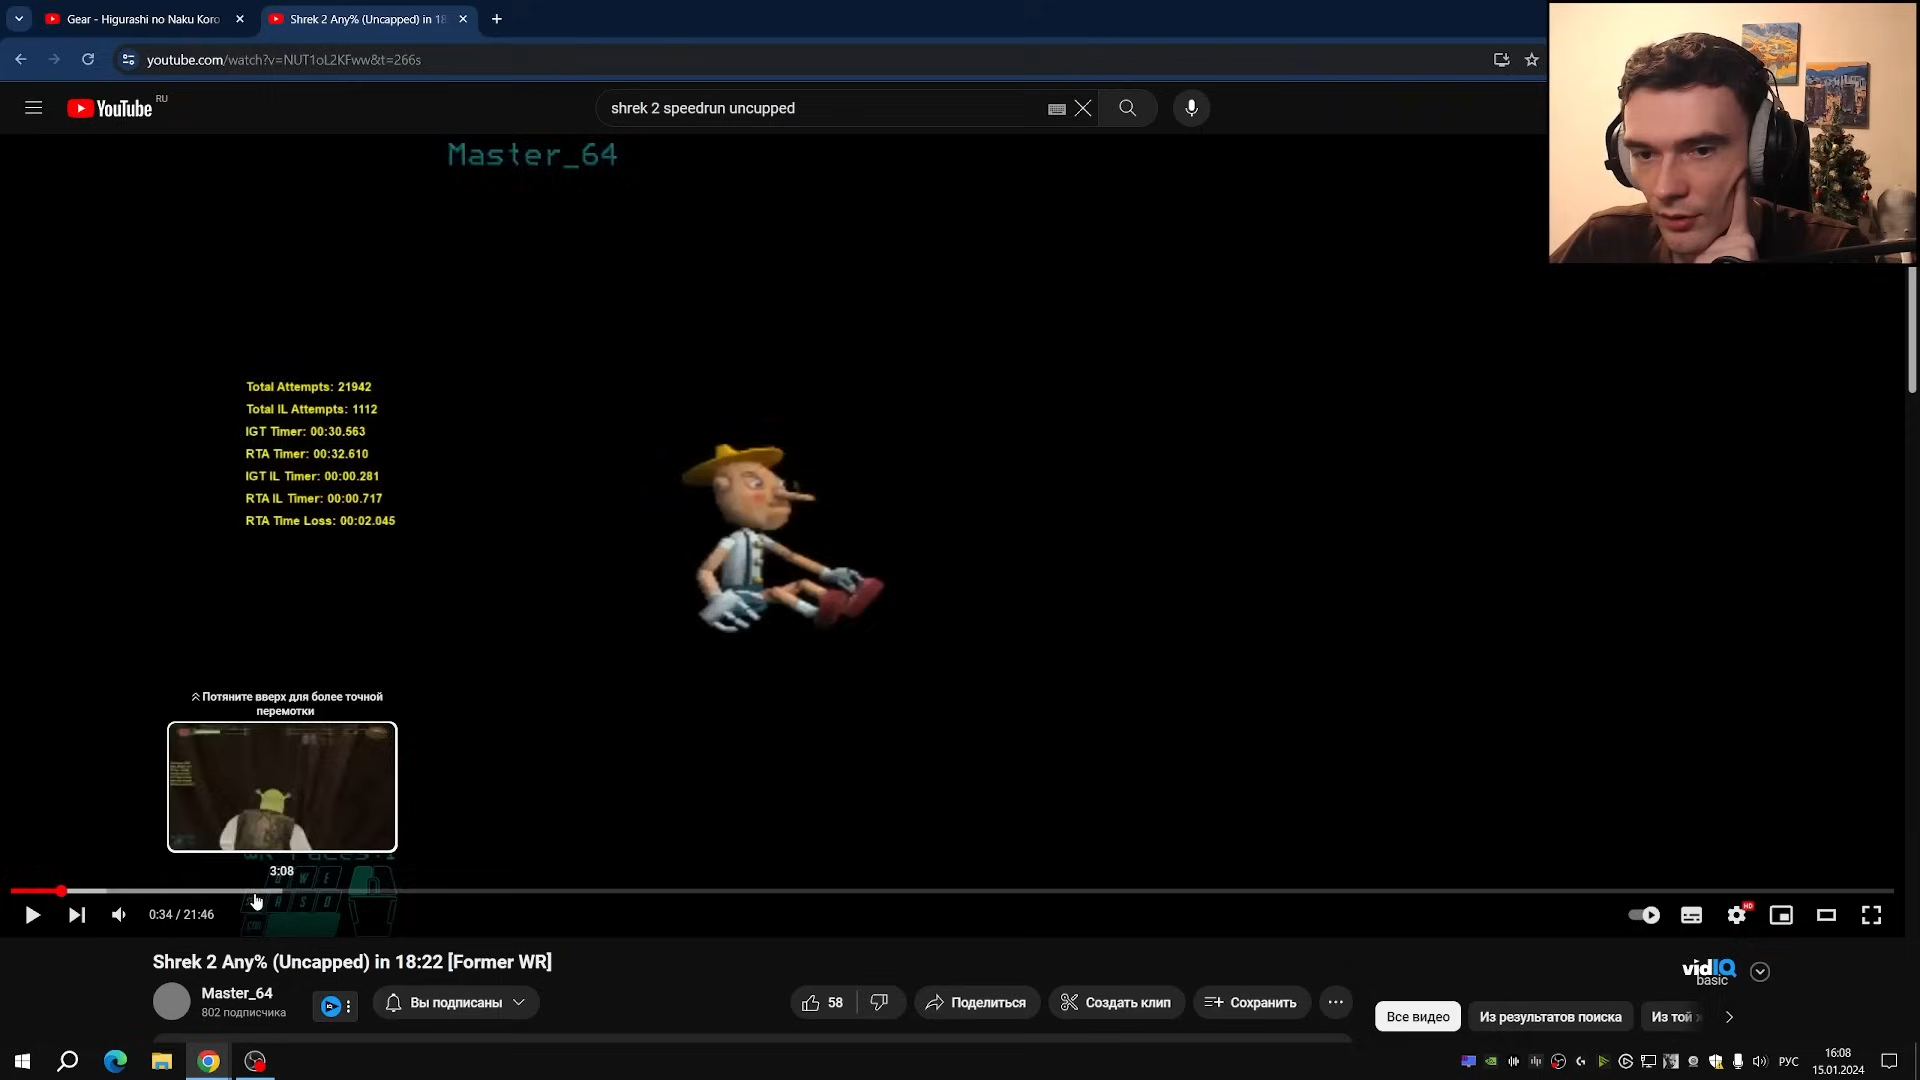 Gear - Higurashi no Naku Koro
Shrek 2 Any% (Uncapped) in 18:
youtube.com/watch?v=NUT1oL2KFww&t=266s
YouTube RU
shrek 2 speedrun uncupped
Master_64
Total Attempts: 21942
Total IL Attempts: 1112
IGT Timer: 00:30.563
RTA Timer: 00:32.610
IGT IL Timer: 00:00.281
RTA IL Timer: 00:00.717
RTA Time Loss: 00:02.045
Потяните вверх для более точной
перемотки
3:08
W E
A S D
0:34 / 21:46
HD
Shrek 2 Any% (Uncapped) in 18:22 [Former WR]
Master_64
802 подписчика
Вы подписаны
58
Поделиться
Создать клип
Сохранить
vidIQ
basic
Все видео
Из результатов поиска
Из той
РУС
16:08
15.01.2024